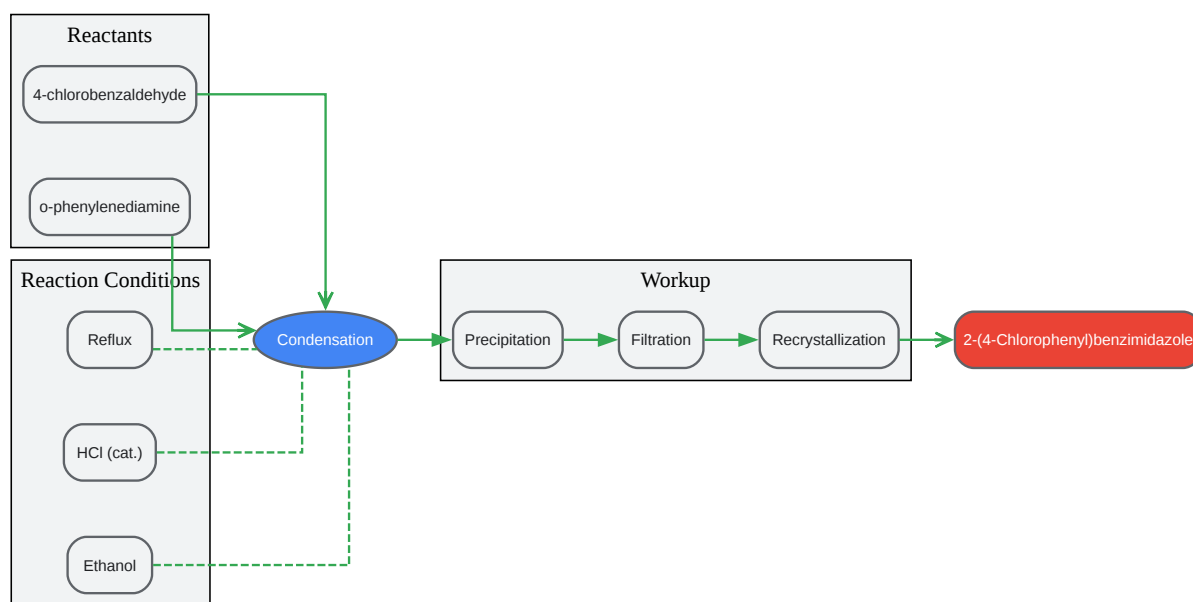 Reactants
4-chlorobenzaldehyde
o-phenylenediamine
Reaction Conditions
Reflux
HCl (cat.)
Ethanol
Condensation
Workup
Precipitation
Filtration
Recrystallization
2-(4-Chlorophenyl)benzimidazole